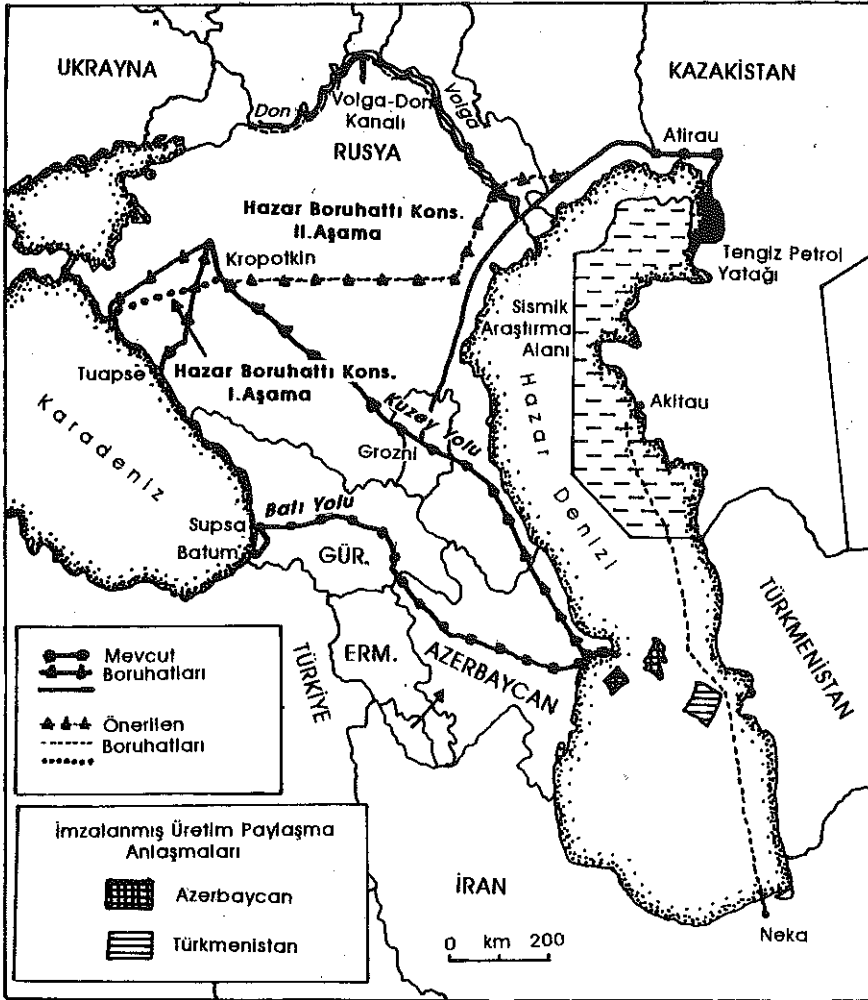 UKRAYNA
KAZAKİSTAN
Don
Volga-Don
Kanalı
Volga
RUSYA
Atirau
Hazar Boruhattı Kons.
II.Aşama
Kropotkin
Tengiz Petrol
Yatağı
Sismik
Araştırma
Alanı
Tuapse
Hazar Boruhattı Kons.
I.Aşama
Karadeniz
Hazar Denizi
Kuzey Yolu
Akitau
Grozni
Batı Yolu
Supsa
Batum
GÜR.
TÜRKMENİSTAN
ERM.
AZERBAYCAN
TÜRKİYE
Mevcut
Boruhatları
Önerilen
Boruhatları
İmzalanmış Üretim Paylaşma
Anlaşmaları
Azerbaycan
Türkmenistan
İRAN
0 km 200
Neka